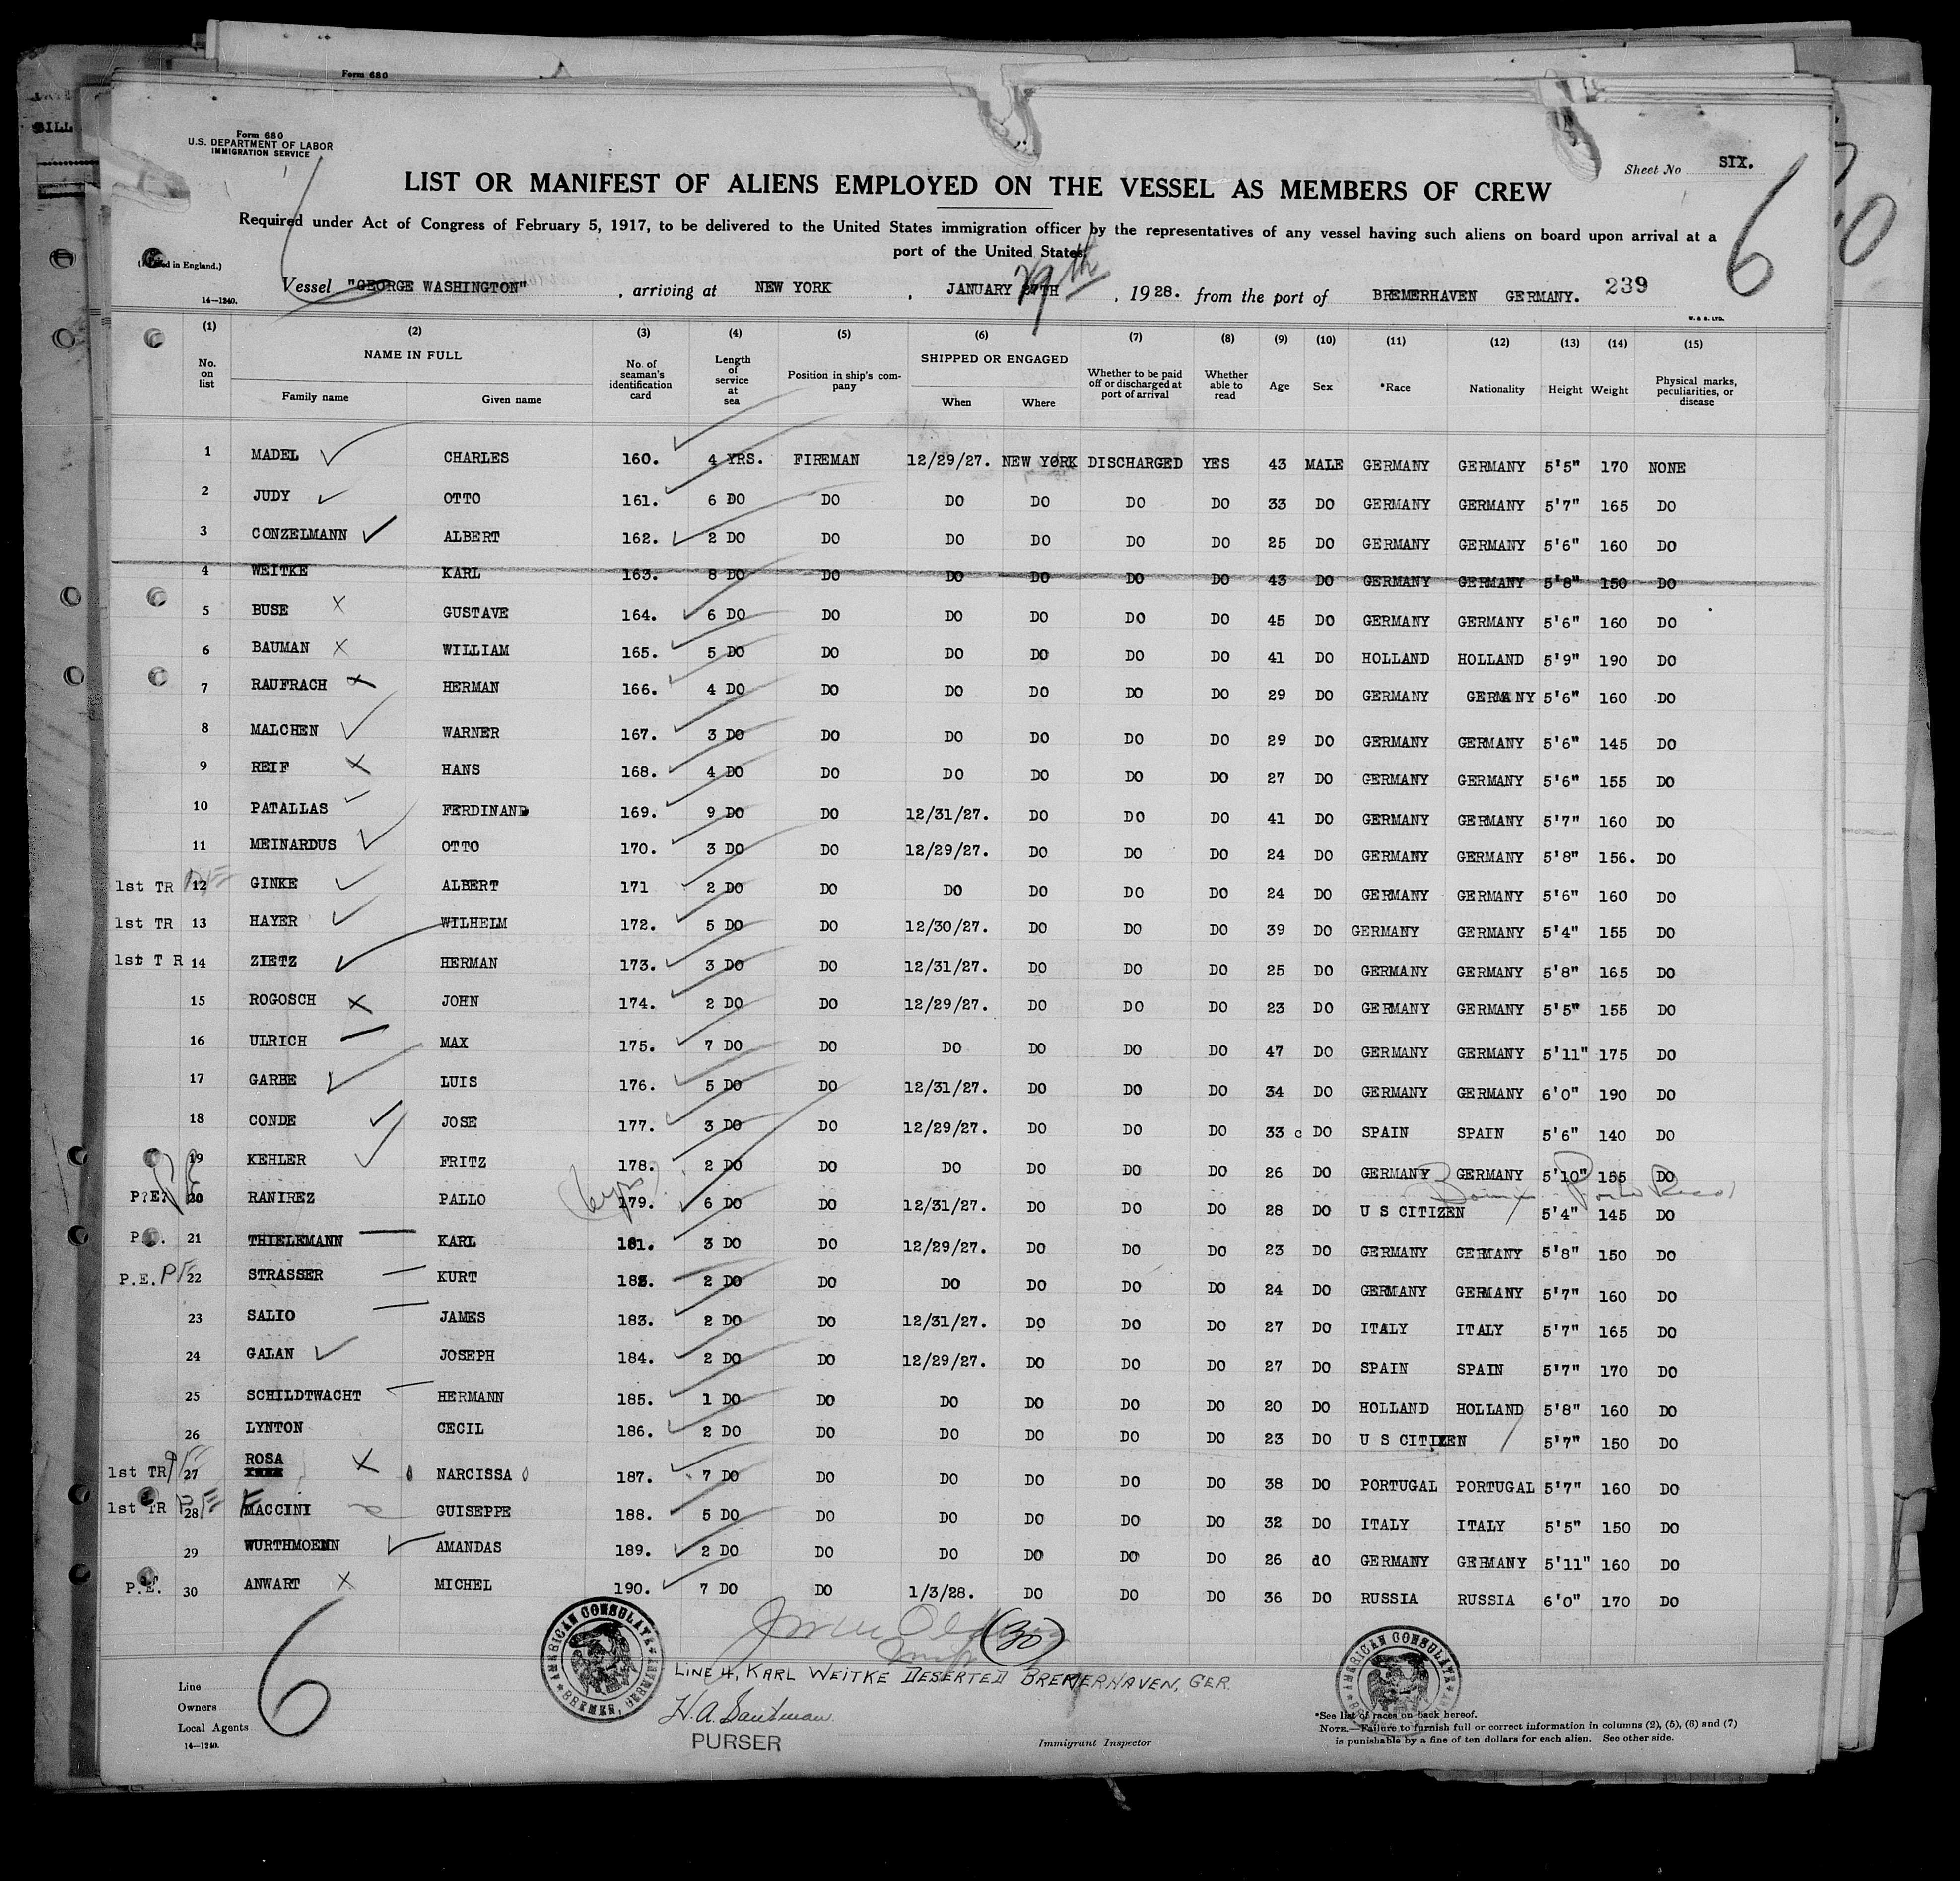 Form 680
Form 680
U.S. DEPARTMENT OF LABOR
IMMIGRATION SERVICE
Sheet No SIX.
6
LIST OR MANIFEST OF ALIENS EMPLOYED ON THE VESSEL AS MEMBERS OF CREW
Required under Act of Congress of February 5, 1917, to be delivered to the United States immigration officer by the representatives of any vessel having such aliens on board upon arrival at a
port of the United States,
14—1240.
Vessel "GEORGE WASHINGTON" , arriving at NEW YORK , JANUARY 29th , 1928. from the port of BREMERHAVEN GERMANY. 239
W. & S. LTD.
(1) (2) (3) (4) (5) (6) (7) (8) (9) (10) (11) (12) (13) (14) (15)
No. on list NAME IN FULL Family name Given name No. of seaman's identification card Length of service at sea Position in ship's company SHIPPED OR ENGAGED When Where Whether to be paid off or discharged at port of arrival Whether able to read Age Sex *Race Nationality Height Weight Physical marks, peculiarities, or disease
1 MADEL CHARLES 160. 4 YRS. FIREMAN 12/29/27. NEW YORK DISCHARGED YES 43 MALE GERMANY GERMANY 5'5" 170 NONE
2 JUDY OTTO 161. 6 DO DO DO DO DO DO 33 DO GERMANY GERMANY 5'7" 165 DO
3 CONZELMANN ALBERT 162. 2 DO DO DO DO DO DO 25 DO GERMANY GERMANY 5'6" 160 DO
4 WEITKE KARL 163. 8 DO DO DO DO DO DO 43 DO GERMANY GERMANY 5'8" 150 DO
5 BUSE GUSTAVE 164. 6 DO DO DO DO DO DO 45 DO GERMANY GERMANY 5'6" 160 DO
6 BAUMAN WILLIAM 165. 5 DO DO DO DO DO DO 41 DO HOLLAND HOLLAND 5'9" 190 DO
7 RAUFRACH HERMAN 166. 4 DO DO DO DO DO DO 29 DO GERMANY GERMANY 5'6" 160 DO
8 MALCHEN WARNER 167. 3 DO DO DO DO DO DO 29 DO GERMANY GERMANY 5'6" 145 DO
9 REIF HANS 168. 4 DO DO DO DO DO DO 27 DO GERMANY GERMANY 5'6" 155 DO
10 PATALLAS FERDINAND 169. 9 DO DO 12/31/27. DO DO DO 41 DO GERMANY GERMANY 5'7" 160 DO
11 MEINARDUS OTTO 170. 3 DO DO 12/29/27. DO DO DO 24 DO GERMANY GERMANY 5'8" 156. DO
1st TR 12 GINKE ALBERT 171 2 DO DO DO DO DO DO 24 DO GERMANY GERMANY 5'6" 160 DO
1st TR 13 HAYER WILHELM 172. 5 DO DO 12/30/27. DO DO DO 39 DO GERMANY GERMANY 5'4" 155 DO
1st T R 14 ZIETZ HERMAN 173. 3 DO DO 12/31/27. DO DO DO 25 DO GERMANY GERMANY 5'8" 165 DO
15 ROGOSCH JOHN 174. 2 DO DO 12/29/27. DO DO DO 23 DO GERMANY GERMANY 5'5" 155 DO
16 ULRICH MAX 175. 7 DO DO DO DO DO DO 47 DO GERMANY GERMANY 5'11" 175 DO
17 GARBE LUIS 176. 5 DO DO 12/31/27. DO DO DO 34 DO GERMANY GERMANY 6'0" 190 DO
18 CONDE JOSE 177. 3 DO DO 12/29/27. DO DO DO 33 DO SPAIN SPAIN 5'6" 140 DO
19 KEHLER FRITZ 178. 2 DO DO DO DO DO DO 26 DO GERMANY GERMANY 5'10" 155 DO
P.E. 20 RANIREZ PALLO 179. 6 DO DO 12/31/27. DO DO DO 28 DO U S CITIZEN 5'4" 145 DO
21 THIELEMANN KARL 181. 3 DO DO 12/29/27. DO DO DO 23 DO GERMANY GERMANY 5'8" 150 DO
P.E. PE 22 STRASSER KURT 182. 2 DO DO DO DO DO DO 24 DO GERMANY GERMANY 5'7" 160 DO
23 SALIO JAMES 183. 2 DO DO 12/31/27. DO DO DO 27 DO ITALY ITALY 5'7" 165 DO
24 GALAN JOSEPH 184. 2 DO DO 12/29/27. DO DO DO 27 DO SPAIN SPAIN 5'7" 170 DO
25 SCHILDTWACHT HERMANN 185. 1 DO DO DO DO DO DO 20 DO HOLLAND HOLLAND 5'8" 160 DO
26 LYNTON CECIL 186. 2 DO DO DO DO DO DO 23 DO U S CITIZEN 5'7" 150 DO
1st TR PE 27 ROSA NARCISSA 187. 7 DO DO DO DO DO DO 38 DO PORTUGAL PORTUGAL 5'7" 160 DO
1st TR PE 28 MACCINI GUISEPPE 188. 5 DO DO DO DO DO DO 32 DO ITALY ITALY 5'5" 150 DO
29 WURTHMOEMN AMANDAS 189. 2 DO DO DO DO DO DO 26 dO GERMANY GERMANY 5'11" 160 DO
P.E. 30 ANWART MICHEL 190. 7 DO DO 1/3/28. DO DO DO 36 DO RUSSIA RUSSIA 6'0" 170 DO
6
(30)
AMERICAN CONSULATE BREMEN,
AMERICAN CONSULATE
LINE 4, KARL WEITKE DESERTED BREMERHAVEN, GER.
PURSER
Line
Owners
Local Agents
14—1240.
Immigrant Inspector
*See list of races on back hereof.
NOTE.—Failure to furnish full or correct information in columns (2), (5), (6) and (7)
is punishable by a fine of ten dollars for each alien. See other side.